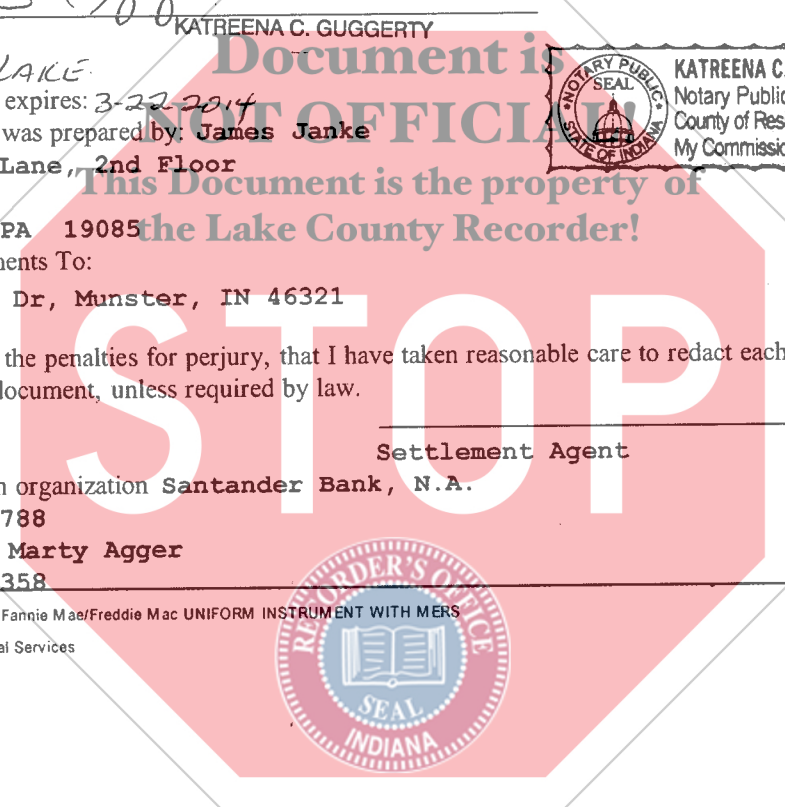 KATREENA C. GUGGERTY
Document is
LAKE
KATREENA C.
NOTARY PUBLIC
SEAL
STATE OF INDIANA
expires: 3-22-2014
Notary Public
NOT OFFICIAL!
was prepared by: James Janke
County of Res
Lane, 2nd Floor
My Commissio
This Document is the property of
PA 19085
the Lake County Recorder!
ments To:
Dr, Munster, IN 46321
STOP
the penalties for perjury, that I have taken reasonable care to redact each
document, unless required by law.
Settlement Agent
n organization Santander Bank, N.A.
788
Marty Agger
358
Fannie Mae/Freddie Mac UNIFORM INSTRUMENT WITH MERS
al Services
RECORDER'S OFFICE
SEAL
INDIANA